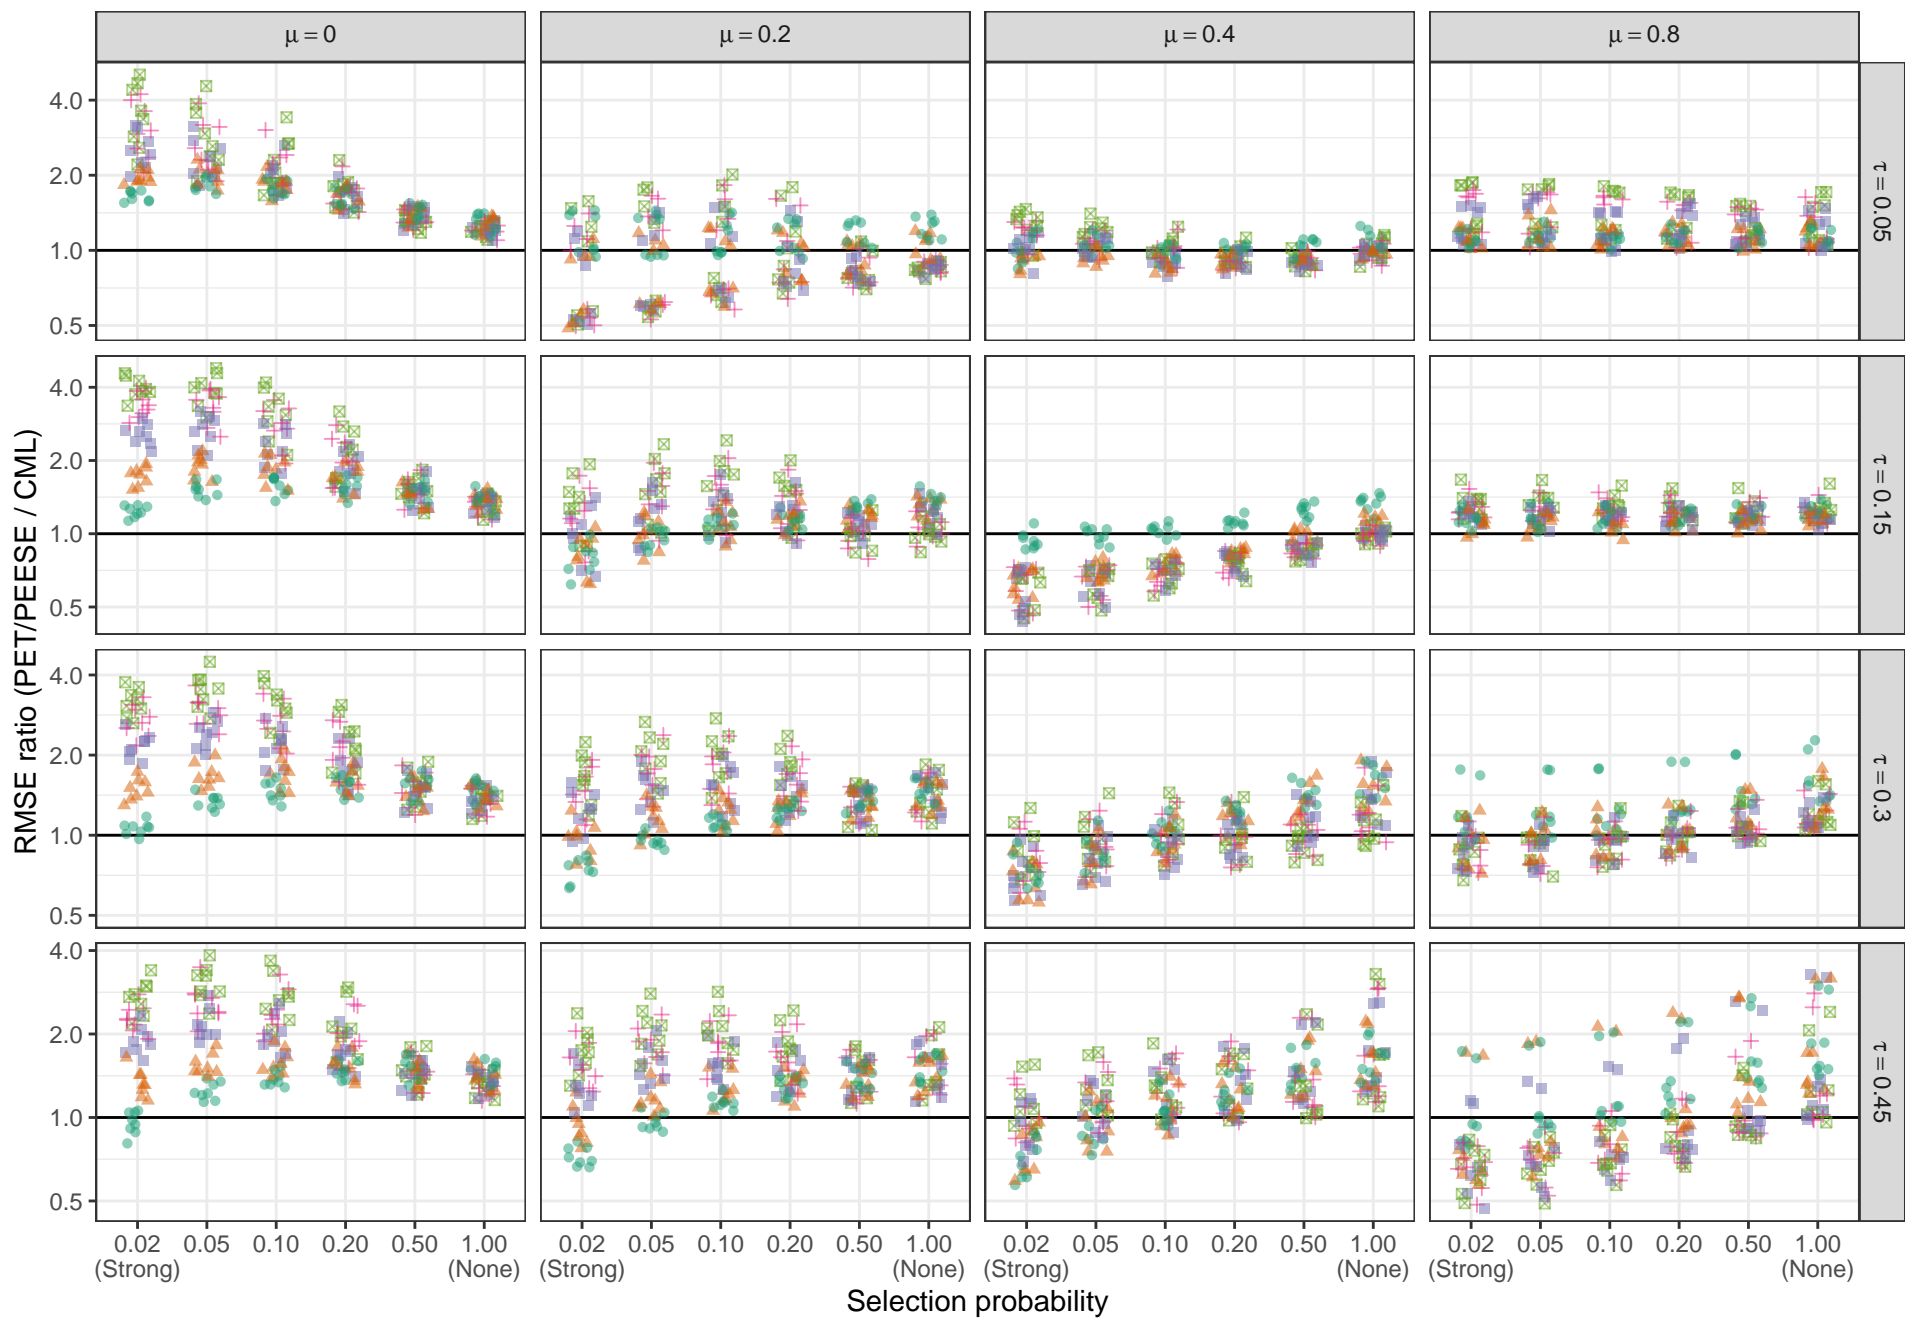 μ = 0
μ = 0.2
μ = 0.4
μ = 0.8
RMSE ratio (PET/PEESE / CML)
4.0
2.0
1.0
0.5
τ = 0.05
4.0
2.0
1.0
0.5
τ = 0.15
4.0
2.0
1.0
0.5
τ = 0.3
4.0
2.0
1.0
0.5
τ = 0.45
0.02 0.05 0.10 0.20 0.50 1.00 0.02 0.05 0.10 0.20 0.50 1.00 0.02 0.05 0.10 0.20 0.50 1.00 0.02 0.05 0.10 0.20 0.50 1.00
(Strong) (None) (Strong) (None) (Strong) (None) (Strong) (None)
Selection probability